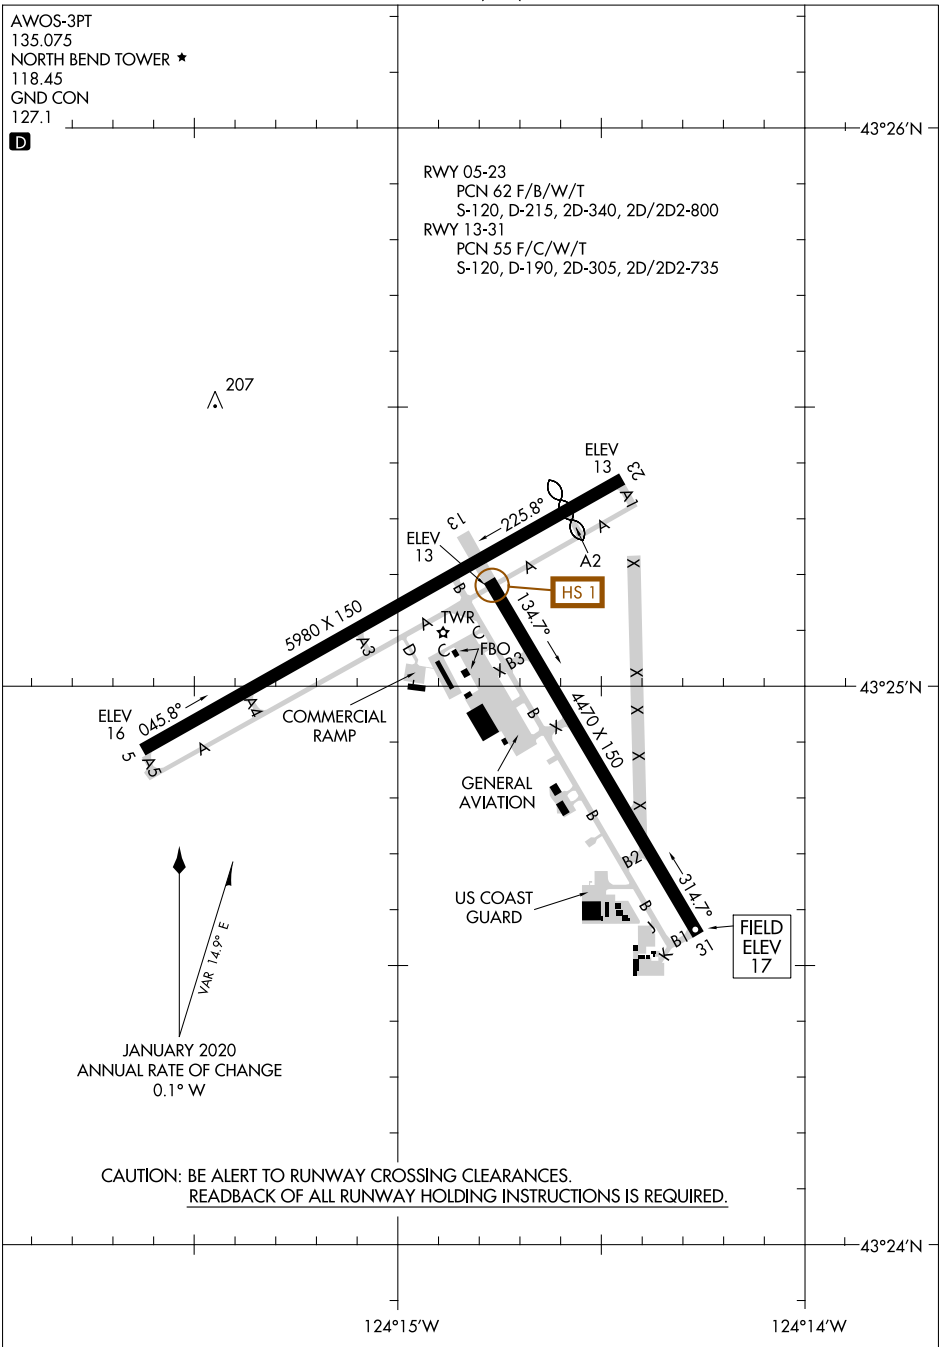 AWOS-3PT
135.075
NORTH BEND TOWER ★
118.45
GND CON
127.1
D
43°26'N
RWY 05-23
PCN 62 F/B/W/T
S-120, D-215, 2D-340, 2D/2D2-800
RWY 13-31
PCN 55 F/C/W/T
S-120, D-190, 2D-305, 2D/2D2-735
207
ELEV
13
23
A1
225.8°
A
13
ELEV
13
A2
A
X
HS 1
B
134.7°
5980 X 150
TWR
A
C
A3
D
C
FBO
B3
X
X
43°25'N
045.8°
A4
ELEV
16
COMMERCIAL
RAMP
4470 X 150
B
X
X
A
5
A5
X
GENERAL
AVIATION
X
B
B2
314.7°
US COAST
GUARD
B
J
B1
K
31
FIELD
ELEV
17
VAR 14.9° E
JANUARY 2020
ANNUAL RATE OF CHANGE
0.1° W
CAUTION: BE ALERT TO RUNWAY CROSSING CLEARANCES.
READBACK OF ALL RUNWAY HOLDING INSTRUCTIONS IS REQUIRED.
43°24'N
124°15'W
124°14'W